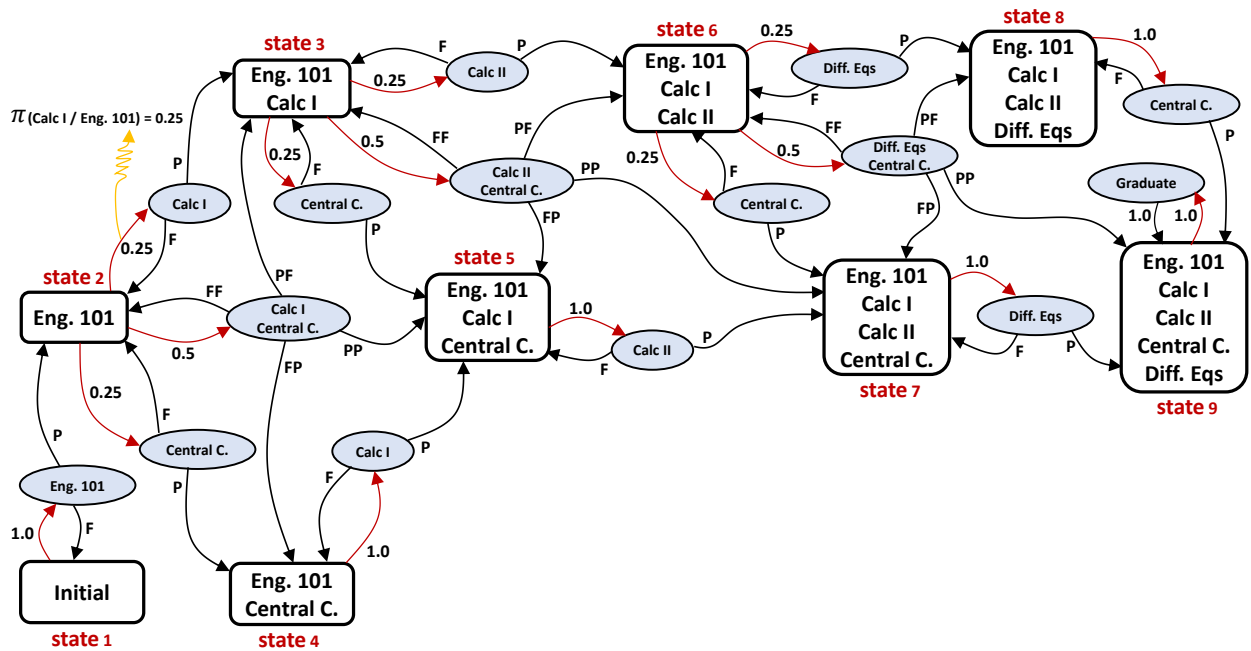 state 8
state 6
state 3
0.25
1.0
F
P
P
Eng. 101
Calc I
Calc II
Diff. Eqs
Eng. 101
Calc I
Calc II
Eng. 101
Calc I
0.25
Calc II
Diff. Eqs
F
F
Central C.
π (Calc I / Eng. 101) = 0.25
PF
FF
PF
FF
0.5
P
0.25
F
0.5
0.25
F
0.5
Diff. Eqs
Central C.
PP
P
Calc II
Central C.
PP
Graduate
Calc I
Central C.
FP
Central C.
FP
1.0
1.0
P
P
F
0.25
state 5
state 2
PF
1.0
Eng. 101
Calc I
Calc II
Central C.
Diff. Eqs
Eng. 101
Calc I
Calc II
Central C.
Eng. 101
Calc I
Central C.
Eng. 101
FF
Calc I
Central C.
1.0
Diff. Eqs
0.5
PP
Calc II
P
F
P
F
FP
0.25
state 7
state 9
F
P
Central C.
Calc I
P
P
F
Eng. 101
1.0
F
1.0
Initial
Eng. 101
Central C.
state 1
state 4